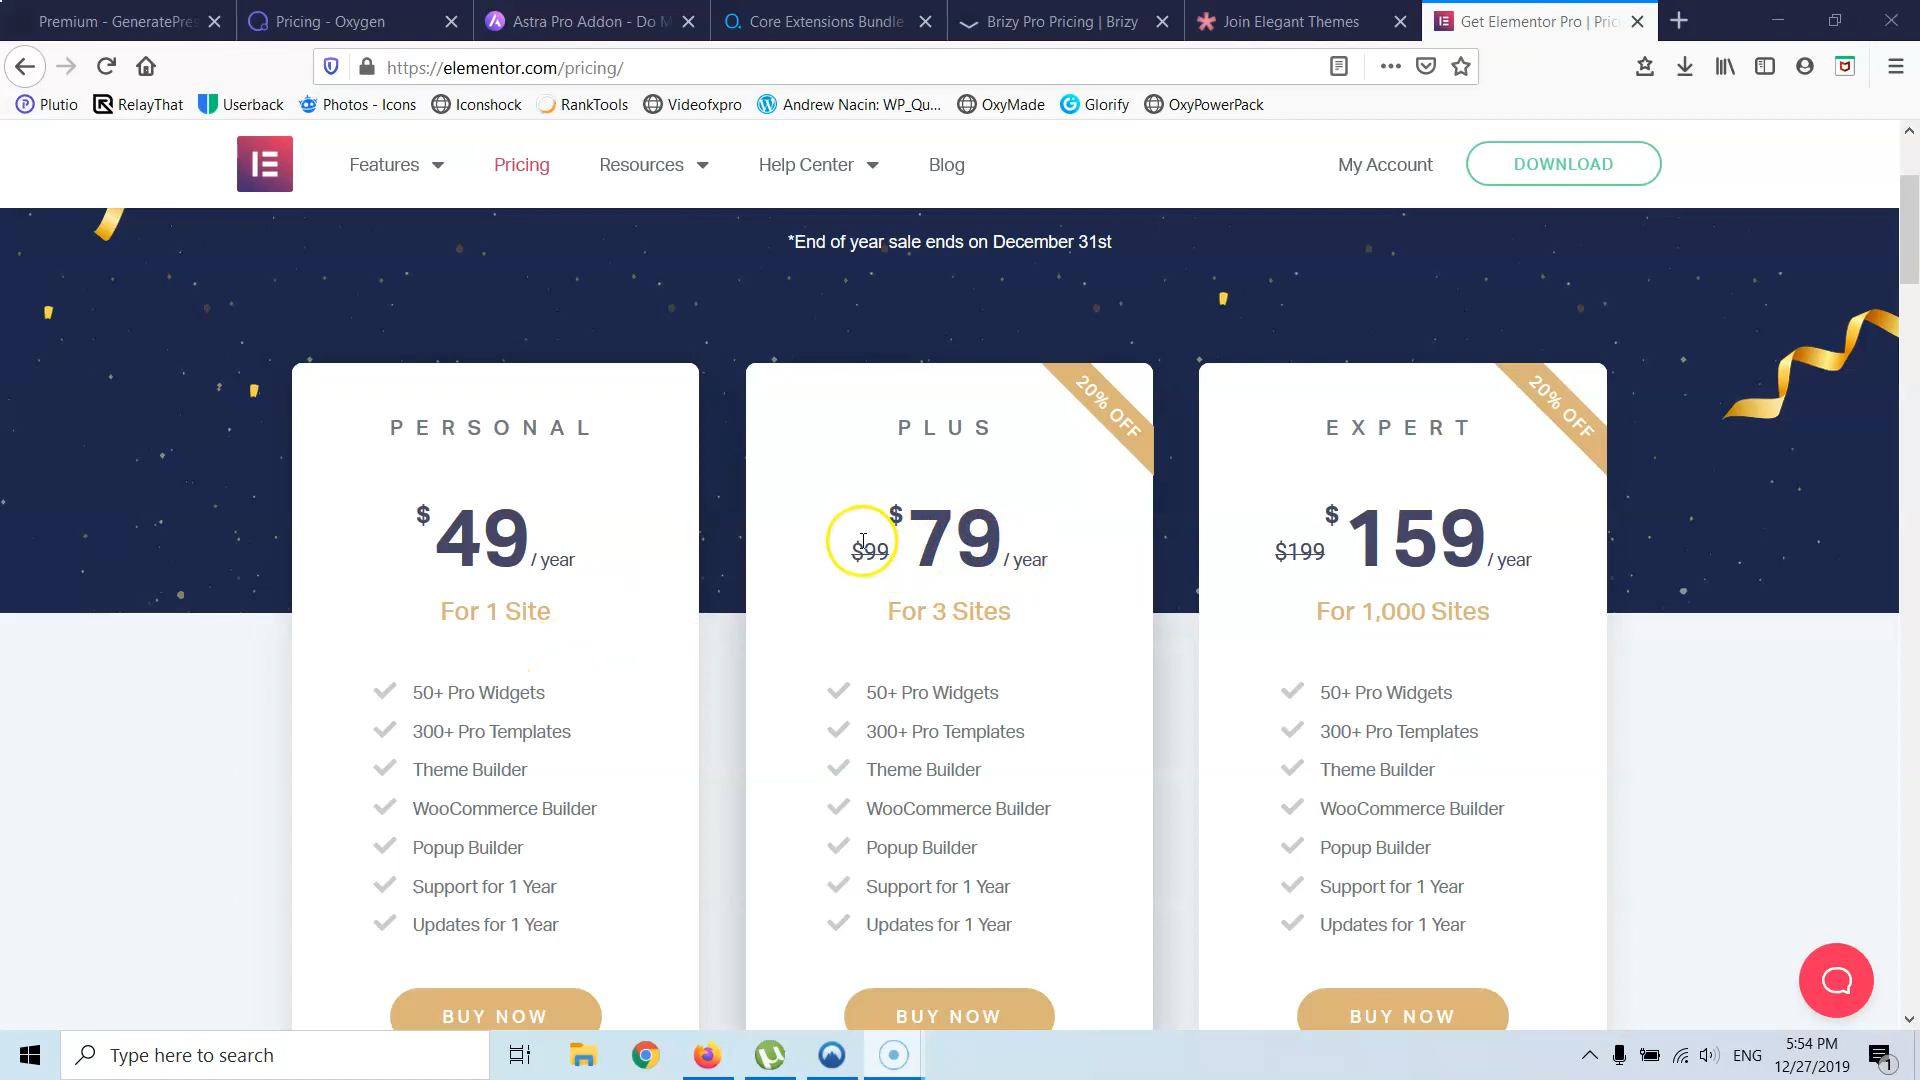 Premium - GeneratePres
Pricing - Oxygen
Astra Pro Addon - Do M
Core Extensions Bundle
Brizy Pro Pricing | Brizy
Join Elegant Themes
Get Elementor Pro | Prici
https://elementor.com/pricing/
Plutio
RelayThat
Userback
Photos - Icons
Iconshock
RankTools
Videofxpro
Andrew Nacin: WP_Qu...
OxyMade
Glorify
OxyPowerPack
Features
Pricing
Resources
Help Center
Blog
My Account
DOWNLOAD
*End of year sale ends on December 31st
PERSONAL
$49/ year
For 1 Site
50+ Pro Widgets
300+ Pro Templates
Theme Builder
WooCommerce Builder
Popup Builder
Support for 1 Year
Updates for 1 Year
BUY NOW
20% OFF
PLUS
$99 $79/ year
For 3 Sites
50+ Pro Widgets
300+ Pro Templates
Theme Builder
WooCommerce Builder
Popup Builder
Support for 1 Year
Updates for 1 Year
BUY NOW
20% OFF
EXPERT
$199 $159/ year
For 1,000 Sites
50+ Pro Widgets
300+ Pro Templates
Theme Builder
WooCommerce Builder
Popup Builder
Support for 1 Year
Updates for 1 Year
BUY NOW
Type here to search
ENG
5:54 PM
12/27/2019
1